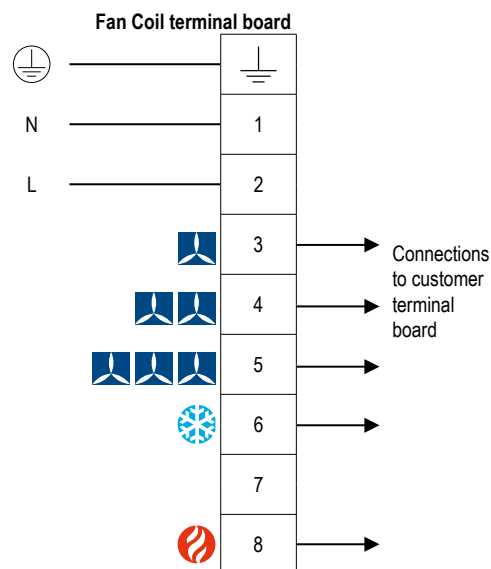 Fan Coil terminal board
N
1
L
2
3
Connections
to customer
terminal
board
4
5
6
7
8